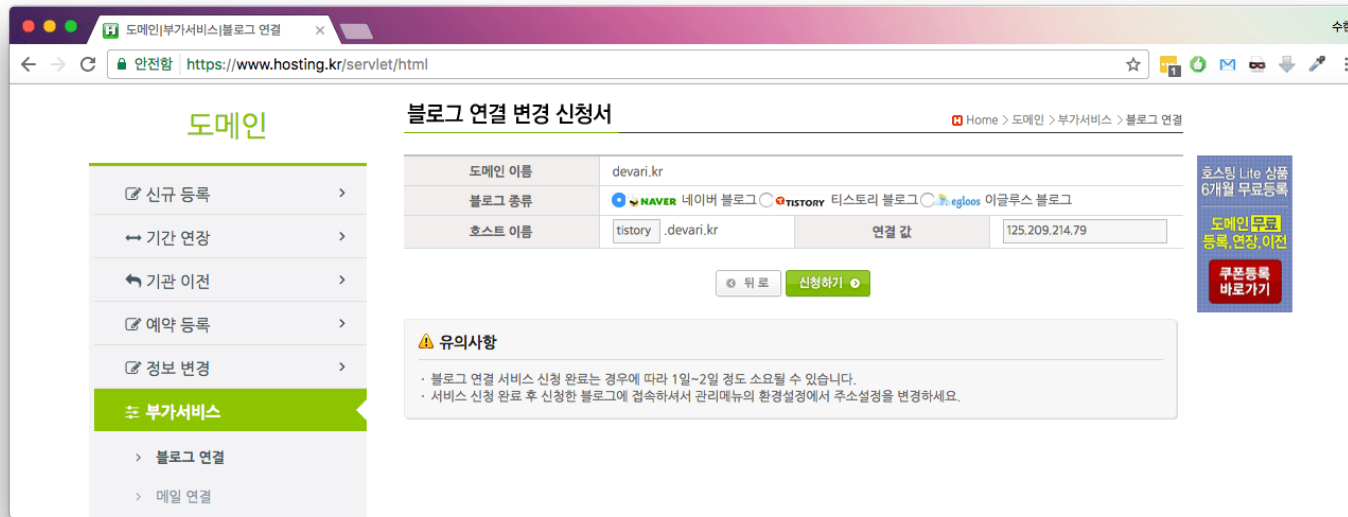 도메인|부가서비스|블로그 연결
안전함 https://www.hosting.kr/servlet/html
1
도메인
신규 등록
기간 연장
기관 이전
예약 등록
정보 변경
부가서비스
블로그 연결
메일 연결
블로그 연결 변경 신청서
Home > 도메인 > 부가서비스 > 블로그 연결
도메인 이름 devari.kr
블로그 종류 NAVER 네이버 블로그 TISTORY 티스토리 블로그 egloos 이글루스 블로그
호스트 이름 tistory .devari.kr 연결 값 125.209.214.79
뒤 로 신청하기
유의사항
· 블로그 연결 서비스 신청 완료는 경우에 따라 1일~2일 정도 소요될 수 있습니다.
· 서비스 신청 완료 후 신청한 블로그에 접속하셔서 관리메뉴의 환경설정에서 주소설정을 변경하세요.
호스팅 Lite 상품
6개월 무료등록
도메인 무료
등록,연장,이전
쿠폰등록
바로가기